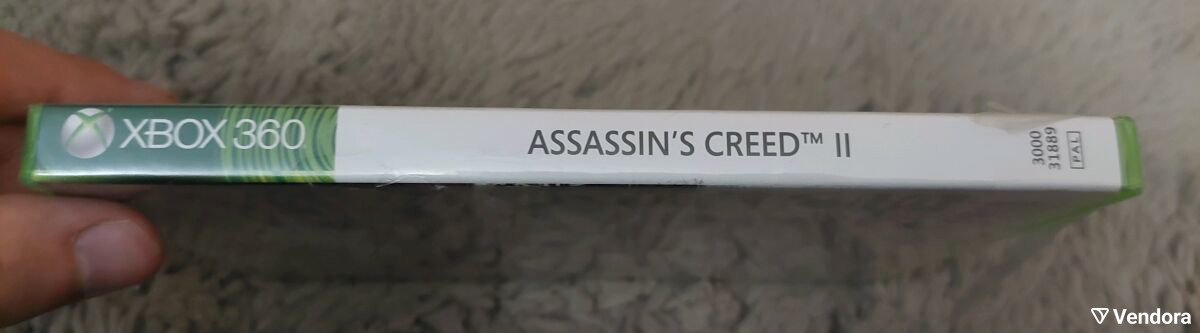 XBOX 360
ASSASSIN'S CREED™ II
3000
31889
PAL
Vendora